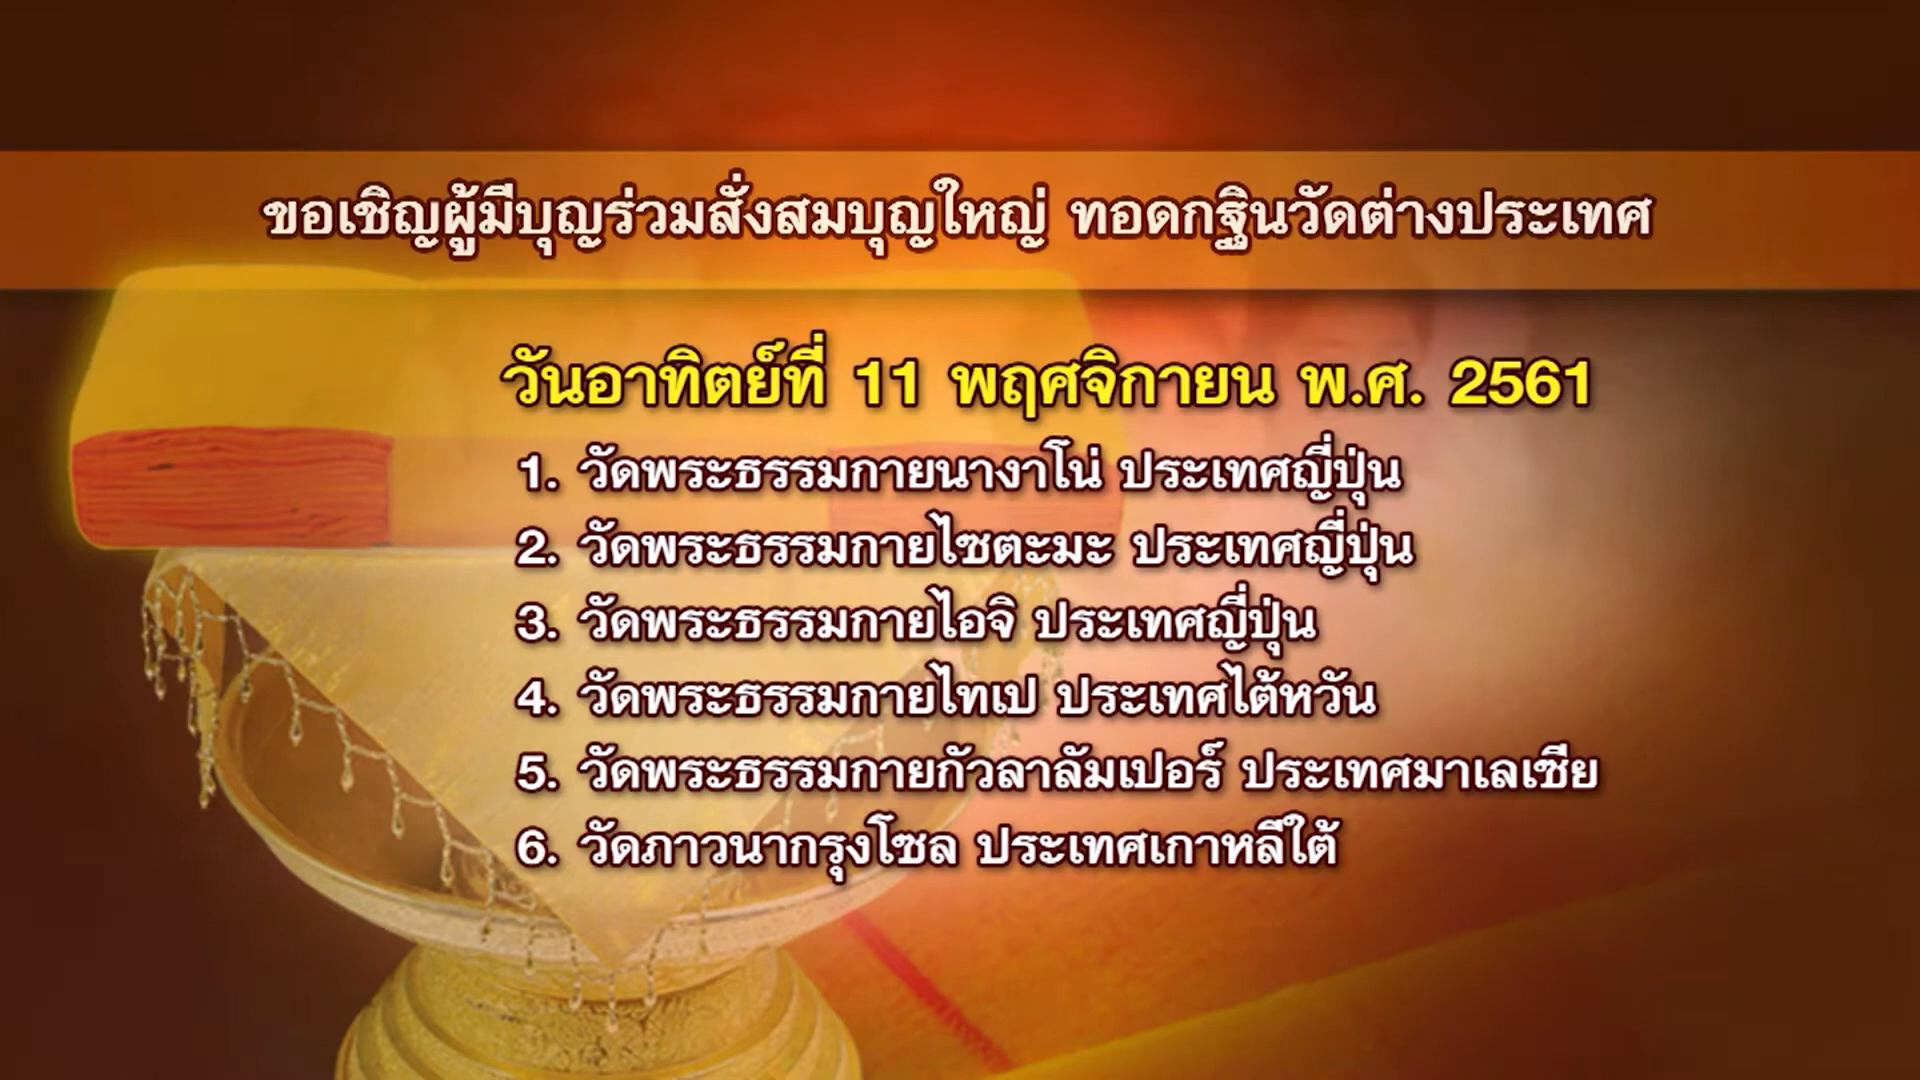 ขอเชิญผู้มีบุญร่วมสั่งสมบุญใหญ่ ทอดกฐินวัดต่างประเทศ
วันอาทิตย์ที่ 11 พฤศจิกายน พ.ศ. 2561
1. วัดพระธรรมกายนางาโน่ ประเทศญี่ปุ่น
2. วัดพระธรรมกายไซตะมะ ประเทศญี่ปุ่น
3. วัดพระธรรมกายไอจิ ประเทศญี่ปุ่น
4. วัดพระธรรมกายไทเป ประเทศไต้หวัน
5. วัดพระธรรมกายกัวลาลัมเปอร์ ประเทศมาเลเซีย
6. วัดภาวนากรุงโซล ประเทศเกาหลีใต้